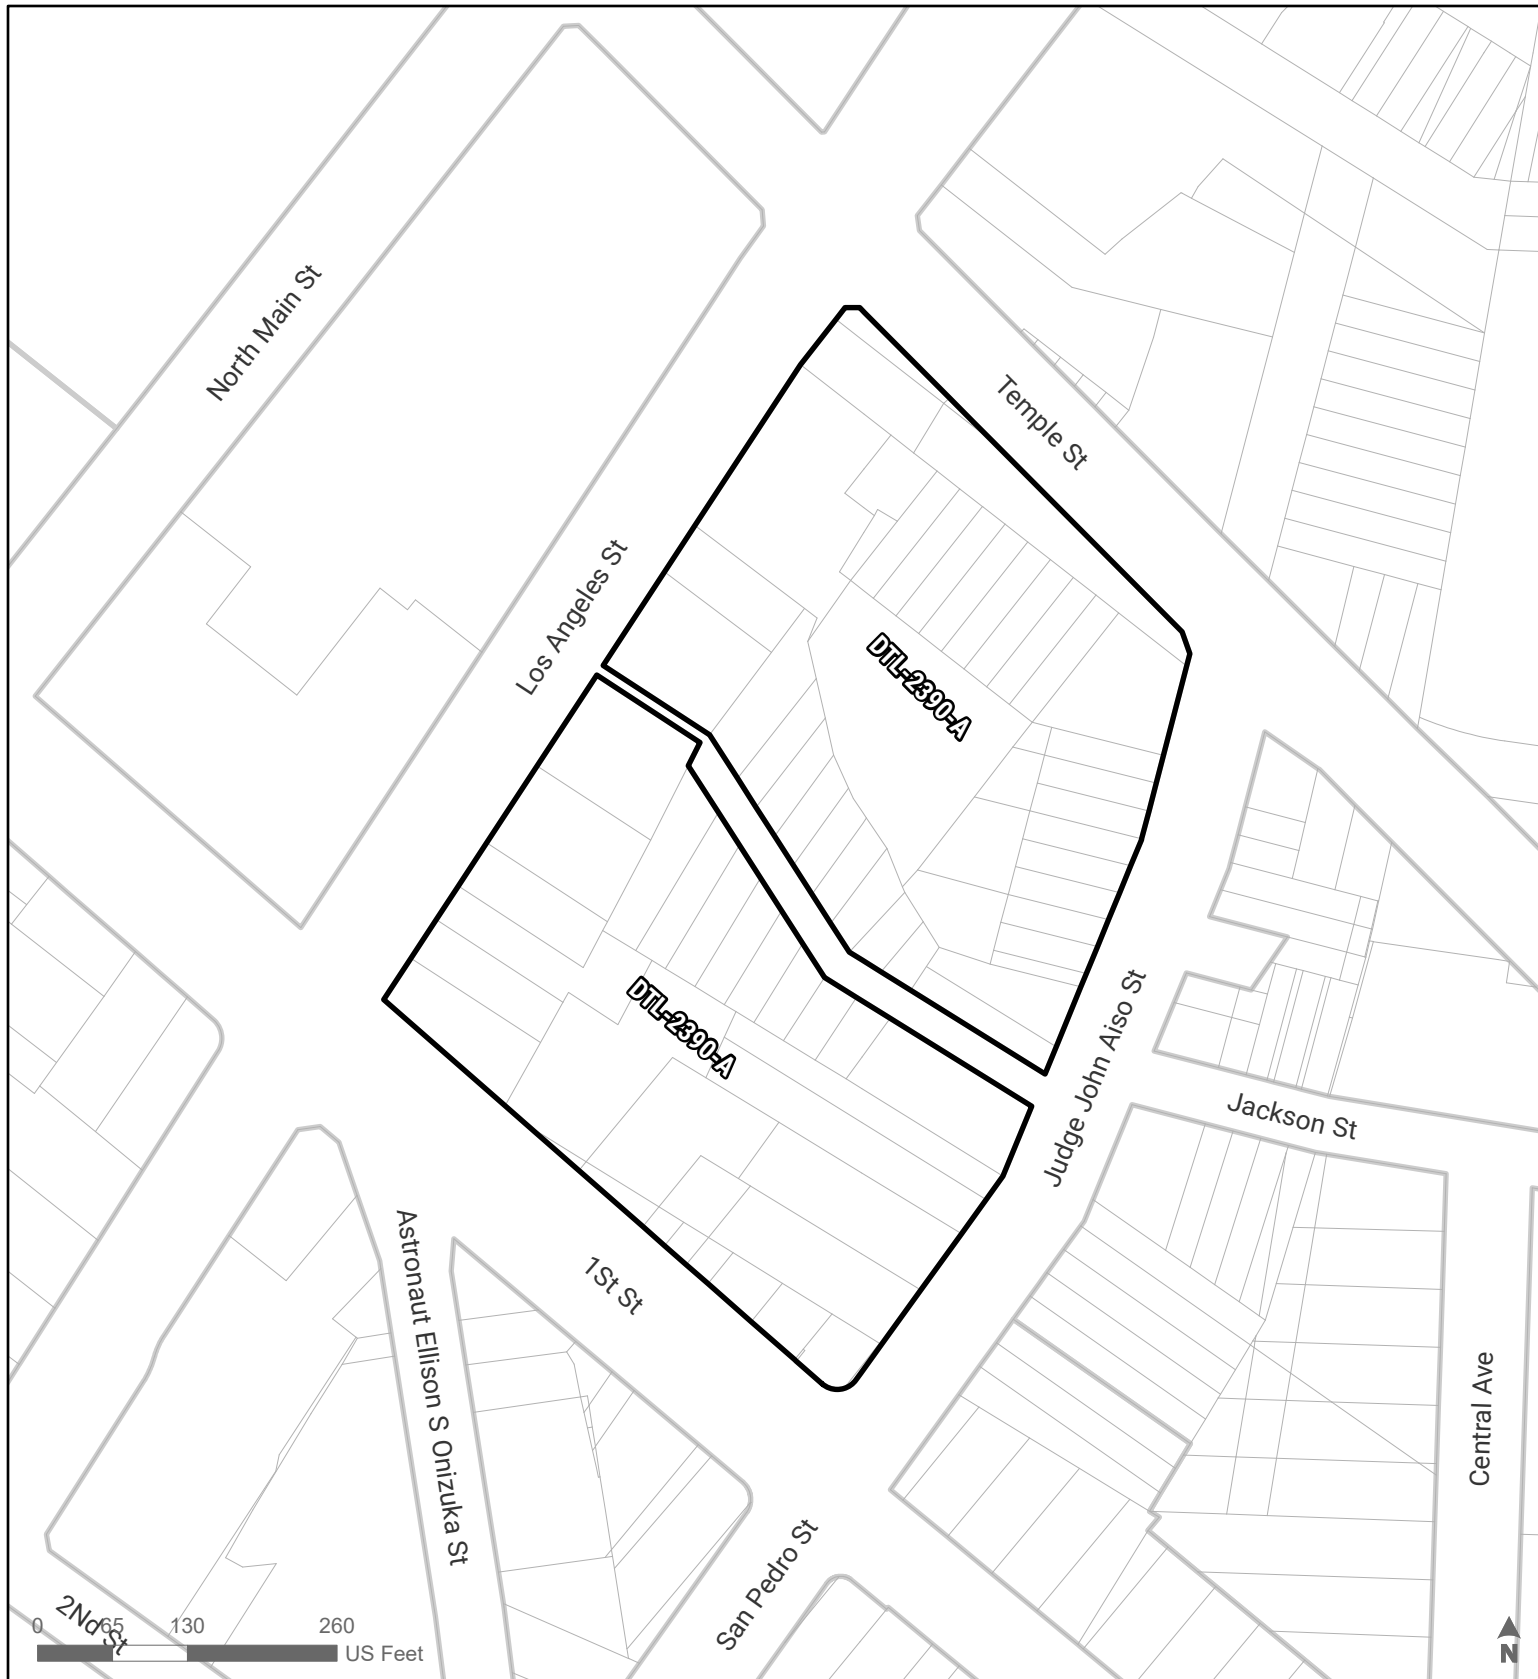 North Main St
Temple St
Los Angeles St
DTL-2390-A
DTL-2390-A
Judge John Aiso St
Jackson St
Astronaut Ellison S Onizuka St
1St St
Central Ave
San Pedro St
2Nd St
0 65 130 260
US Feet
N